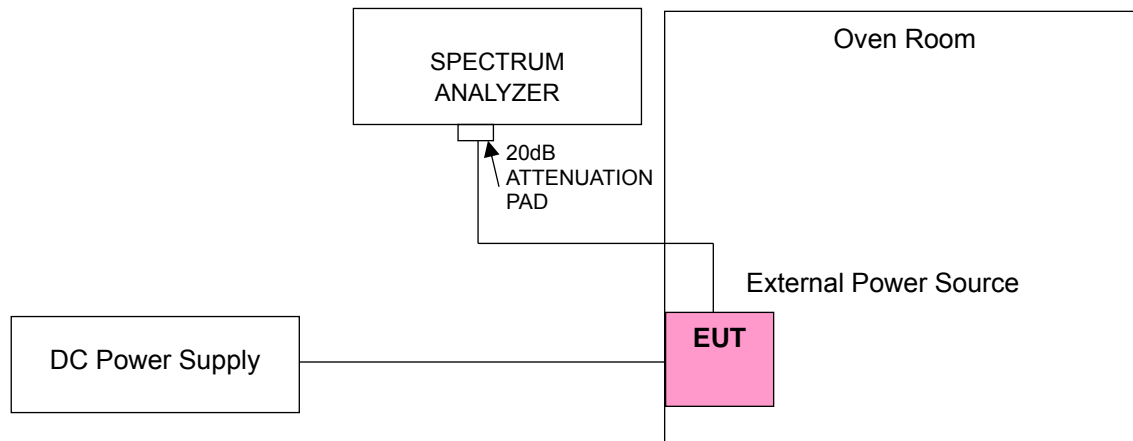 Oven Room
SPECTRUM
ANALYZER
20dB
ATTENUATION
PAD
External Power Source
EUT
DC Power Supply